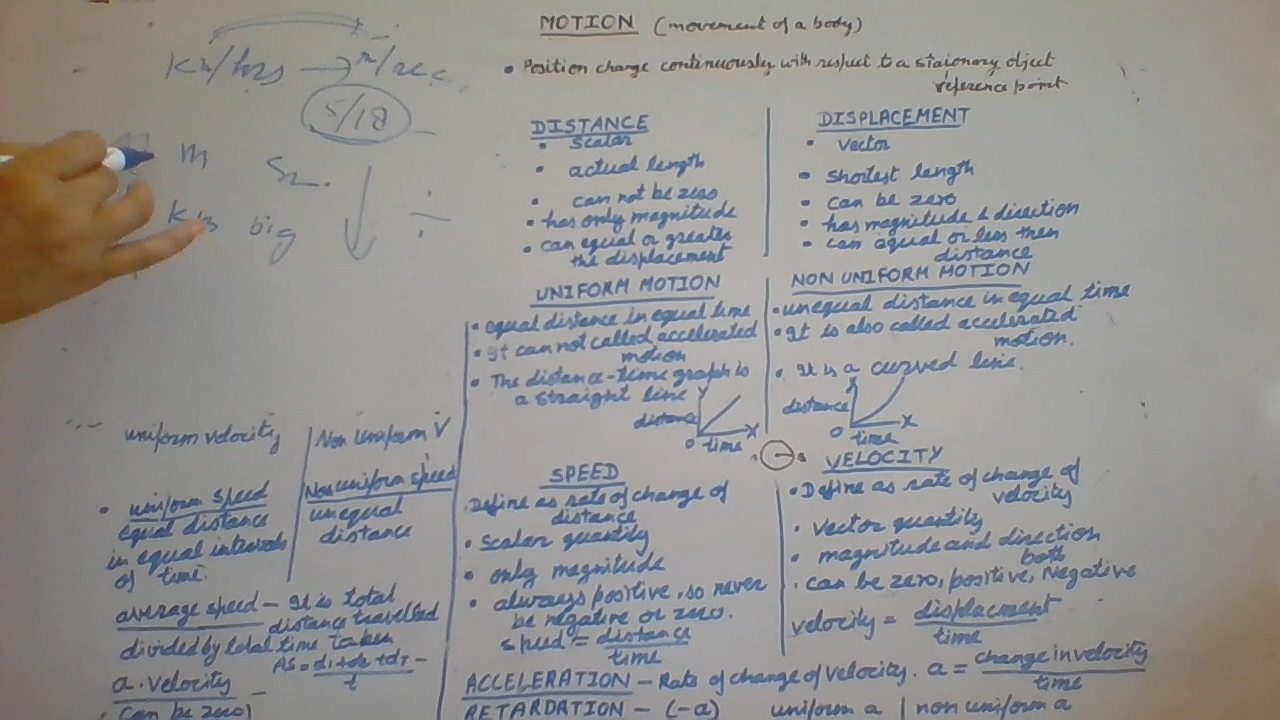 MOTION (movement of a body)
• Position change continuously with respect to a staionary object
reference point
Km/hrs → m/sec
5/18
m Sm.
Km big ÷
DISTANCE
• Scalar
• actual length
• can not be zero
• has only magnitude
• can equal or greater
the displacement
DISPLACEMENT
• vector
• shortest length
• can be zero
• has magnitude & direction
• can equal or less then
distance
UNIFORM MOTION
• equal distance in equal time
• It can not called accelerated
motion
• The distance-time graph is
a straight line
Y
distance
O time X
NON UNIFORM MOTION
• unequal distance in equal time
• It is also called accelerated
motion.
• It is a curved line.
Y
distance
O time X
uniform velocity
• uniform speed
equal distance
in equal intervals
of time.
Non Uniform V
Non uniform speed
unequal
distance
average speed – It is total
distance travelled
divided by total time taken
AS = d1+d2+dT
t
a. velocity –
(can be zero)
SPEED
Define as rate of change of
distance
• Scalar quantity
• only magnitude
• always positive, so never
be negative or zero.
speed = distance
time
VELOCITY
• Define as rate of change of
velocity
• vector quantity
• magnitude and direction
both
• can be zero, positive, Negative
velocity = displacment
time
ACCELERATION – Rate of change of velocity. a = change in velocity
time
RETARDATION – (-a) uniform a | non uniform a